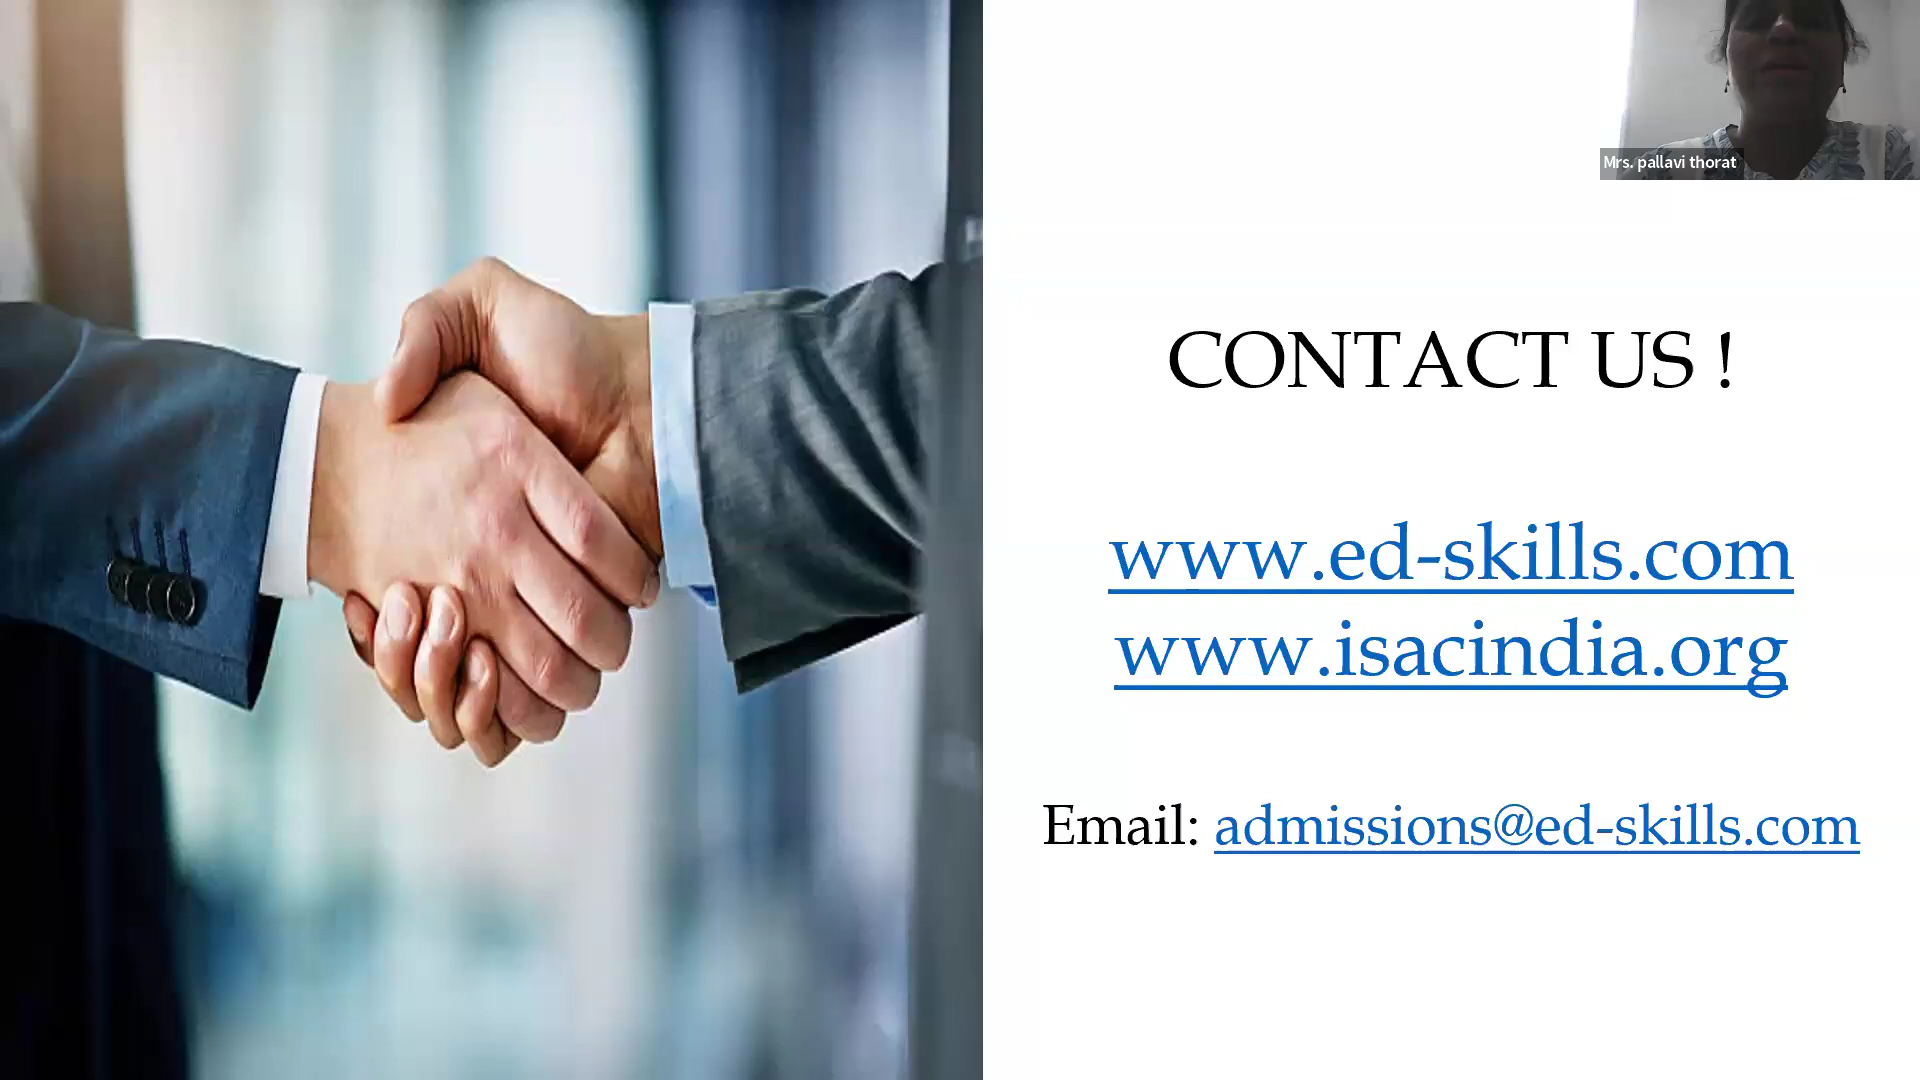 Mrs. pallavi thorat
CONTACT US !
www.ed-skills.com
www.isacindia.org
Email: admissions@ed-skills.com